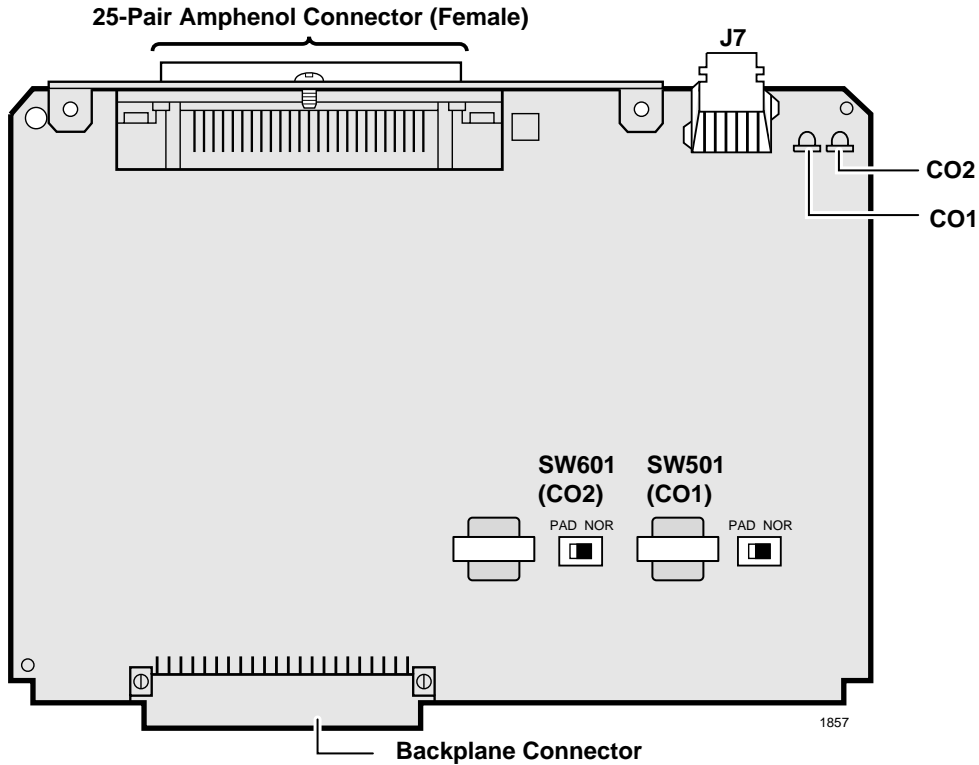 25-Pair Amphenol Connector (Female)
J7
CO2
CO1
SW601
(CO2)
SW501
(CO1)
PAD NOR
PAD NOR
1857
Backplane Connector